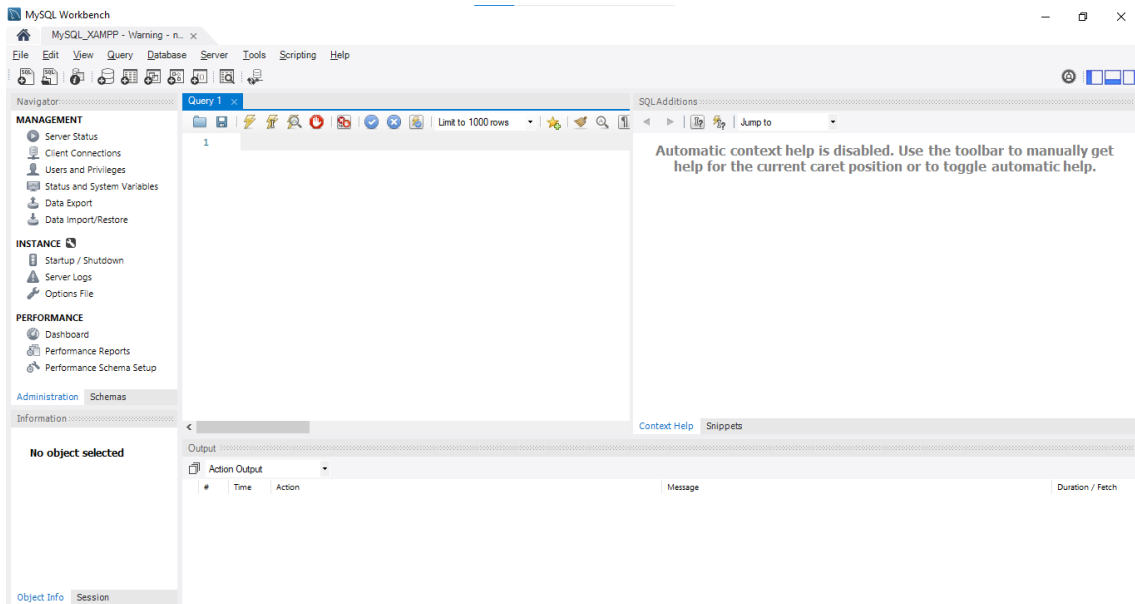 MySQL Workbench
MySQL_XAMPP - Warning - n...
File Edit View Query Database Server Tools Scripting Help
Navigator
MANAGEMENT
Server Status
Client Connections
Users and Privileges
Status and System Variables
Data Export
Data Import/Restore
INSTANCE
Startup / Shutdown
Server Logs
Options File
PERFORMANCE
Dashboard
Performance Reports
Performance Schema Setup
Administration Schemas
Information
No object selected
Object Info Session
Query 1
Limit to 1000 rows
1
SQLAdditions
Jump to
Automatic context help is disabled. Use the toolbar to manually get
help for the current caret position or to toggle automatic help.
Context Help Snippets
Output
Action Output
# Time Action Message Duration / Fetch